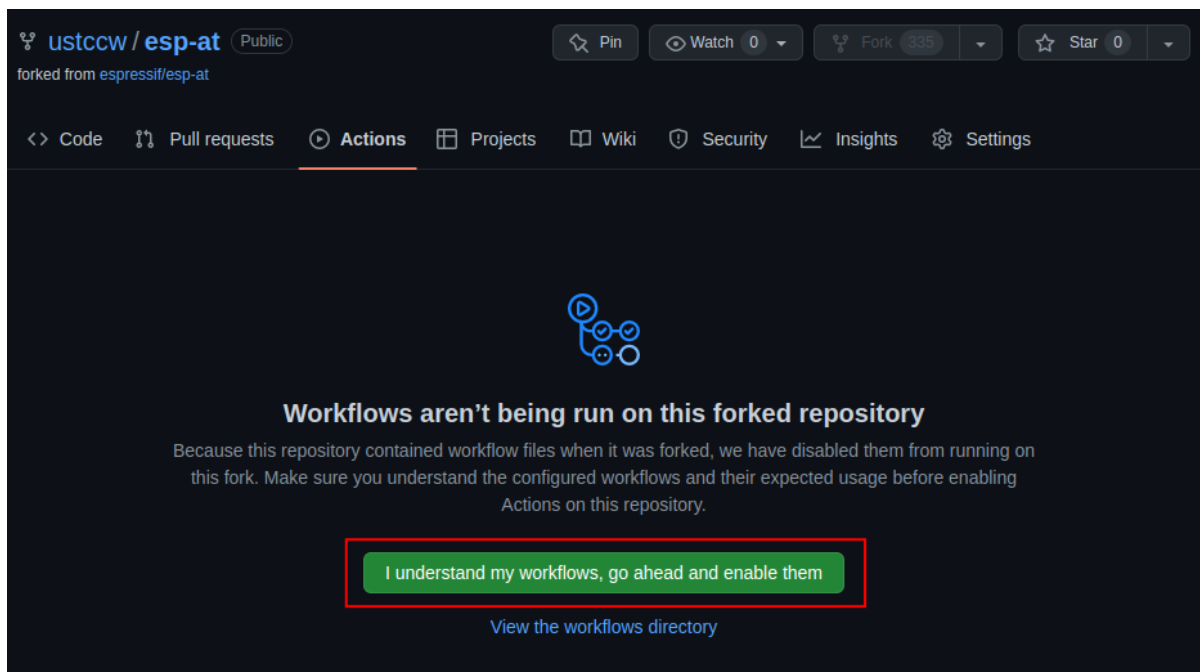 ustccw / esp-at Public Pin Watch 0 Fork 335 Star 0
forked from espressif/esp-at
Code Pull requests Actions Projects Wiki Security Insights Settings
Workflows aren’t being run on this forked repository
Because this repository contained workflow files when it was forked, we have disabled them from running on
this fork. Make sure you understand the configured workflows and their expected usage before enabling
Actions on this repository.
I understand my workflows, go ahead and enable them
View the workflows directory